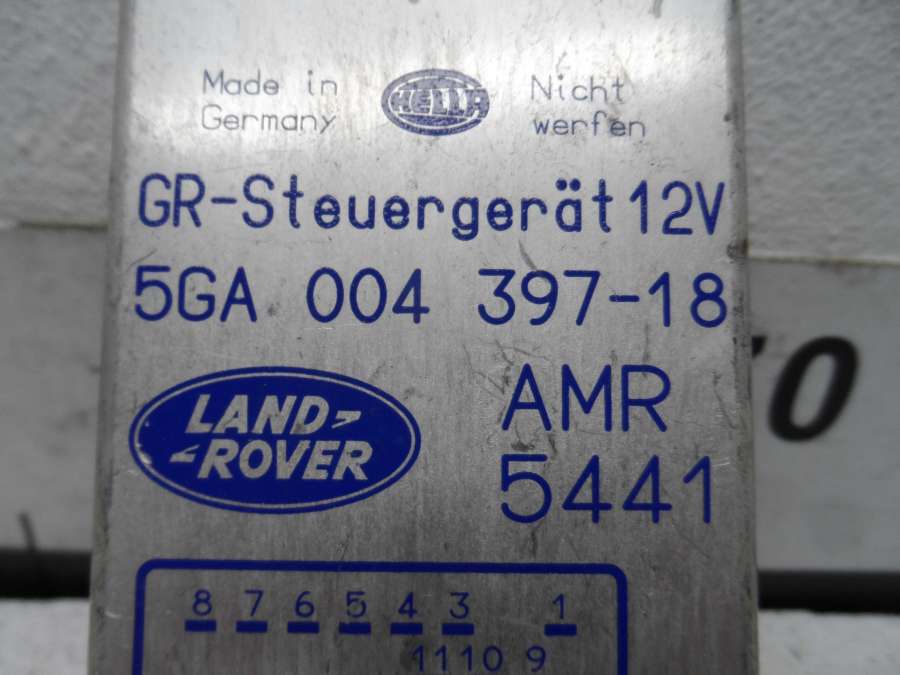 Made in
Germany
HELLA
Nicht
werfen
GR-Steuergerät 12V
5GA 004 397-18
LAND
ROVER
AMR
5441
8 7 6 5 4 3 1
11 10 9